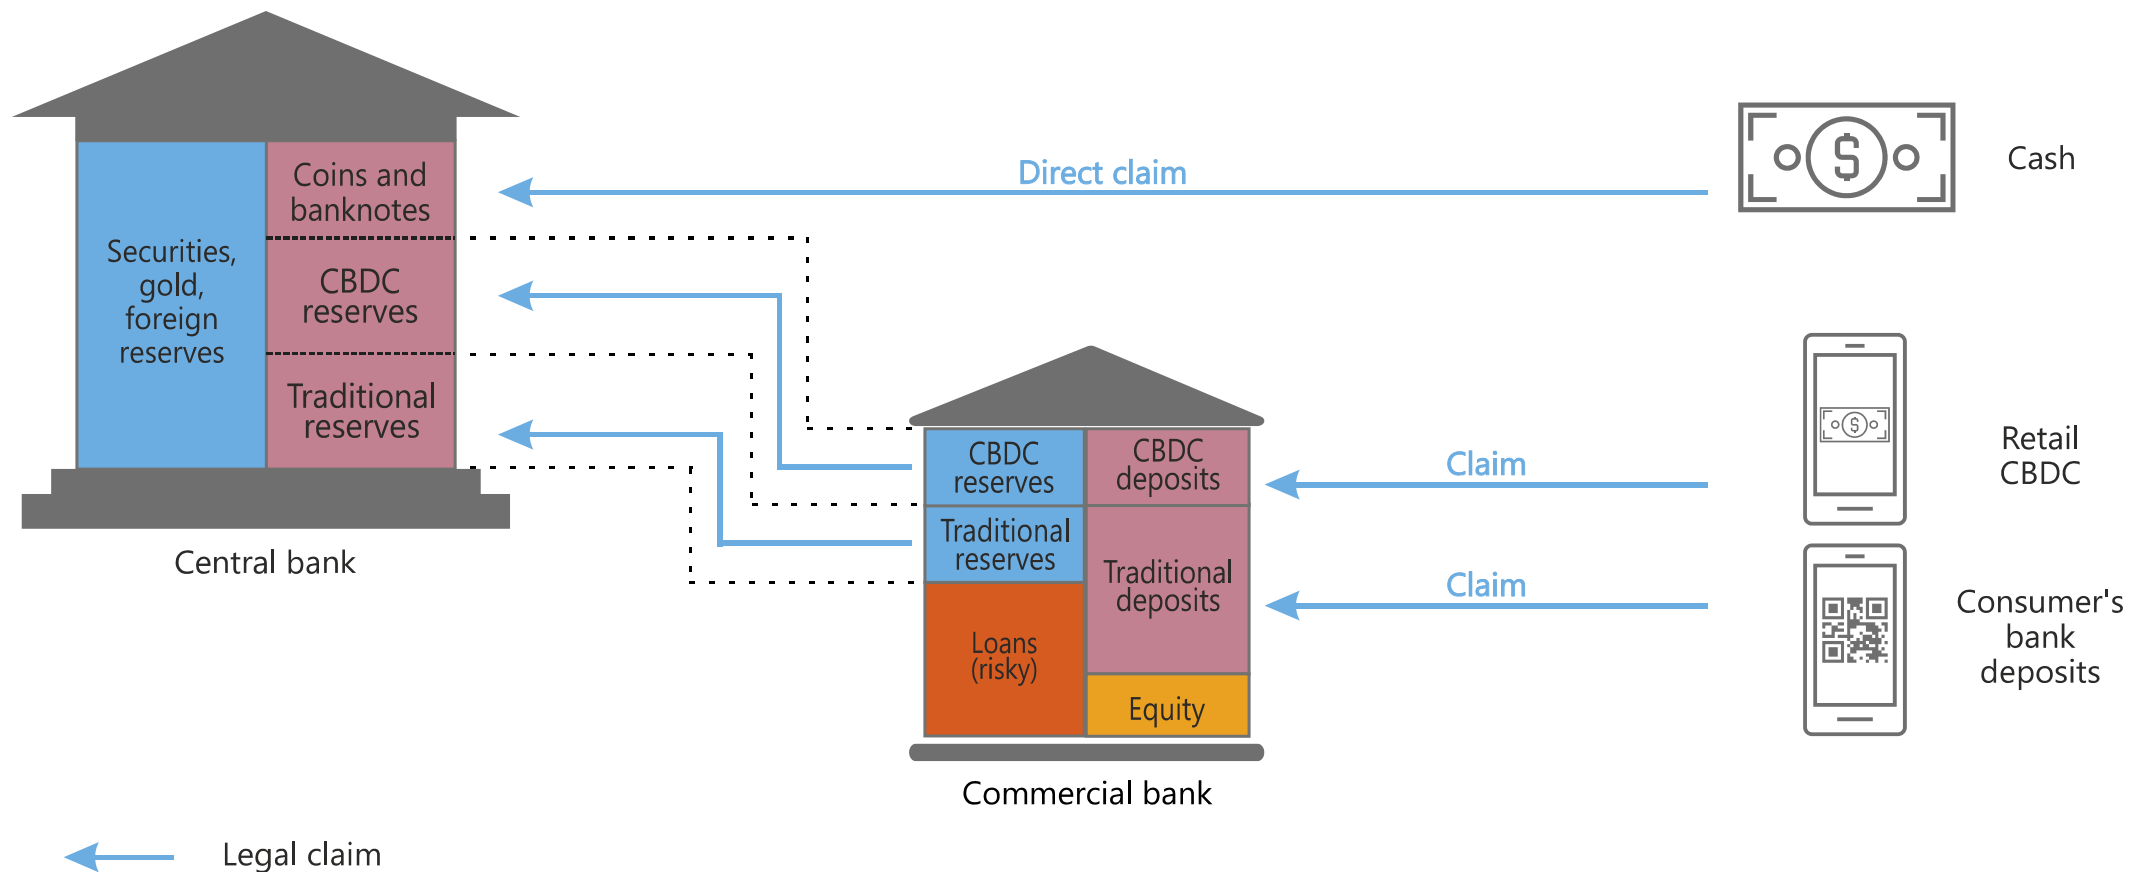 Coins and
banknotes
Securities,
gold,
foreign
reserves
CBDC
reserves
Traditional
reserves
Central bank
Direct claim
$
Cash
CBDC
reserves
CBDC
deposits
Traditional
reserves
Traditional
deposits
Loans
(risky)
Equity
Commercial bank
Claim
$
Retail
CBDC
Claim
Consumer's
bank
deposits
Legal claim